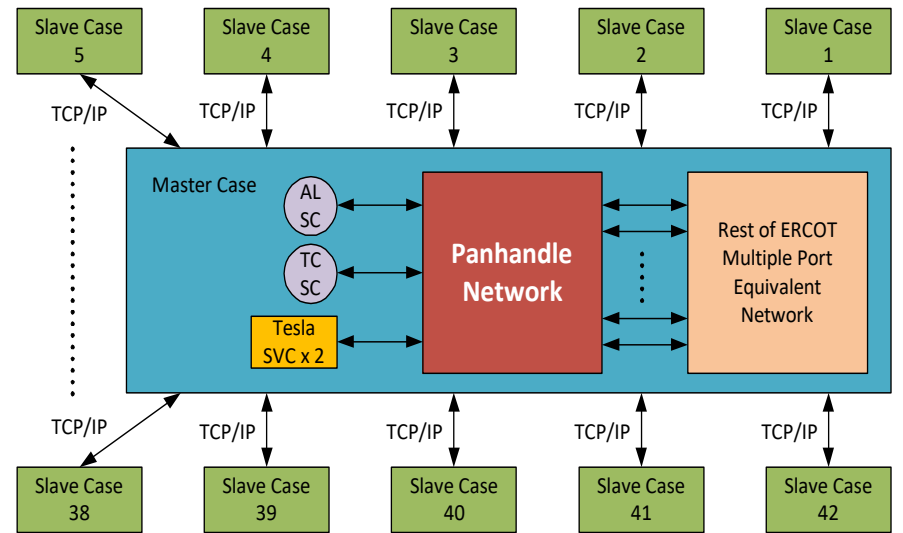 Slave Case
5
Slave Case
4
Slave Case
3
Slave Case
2
Slave Case
1
TCP/IP
TCP/IP
TCP/IP
TCP/IP
TCP/IP
Master Case
AL
SC
TC
SC
Tesla
SVC x 2
Panhandle
Network
Rest of ERCOT
Multiple Port
Equivalent
Network
TCP/IP
TCP/IP
TCP/IP
TCP/IP
TCP/IP
Slave Case
38
Slave Case
39
Slave Case
40
Slave Case
41
Slave Case
42